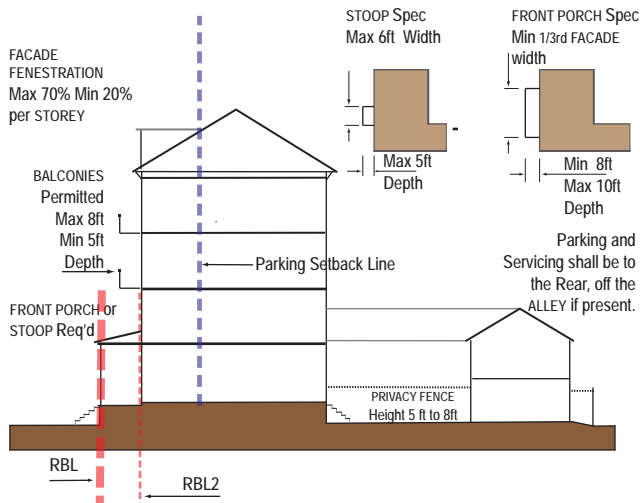 STOOP Spec
Max 6ft Width
FRONT PORCH Spec
Min 1/3rd FACADE
width
FACADE
FENESTRATION
Max 70% Min 20%
per STOREY
Max 5ft
Depth
Min 8ft
Max 10ft
Depth
BALCONIES
Permitted
Max 8ft
Min 5ft
Depth
Parking Setback Line
Parking and
Servicing shall be to
the Rear, off the
ALLEY if present.
FRONT PORCH or
STOOP Req'd
PRIVACY FENCE
Height 5 ft to 8ft
RBL
RBL2